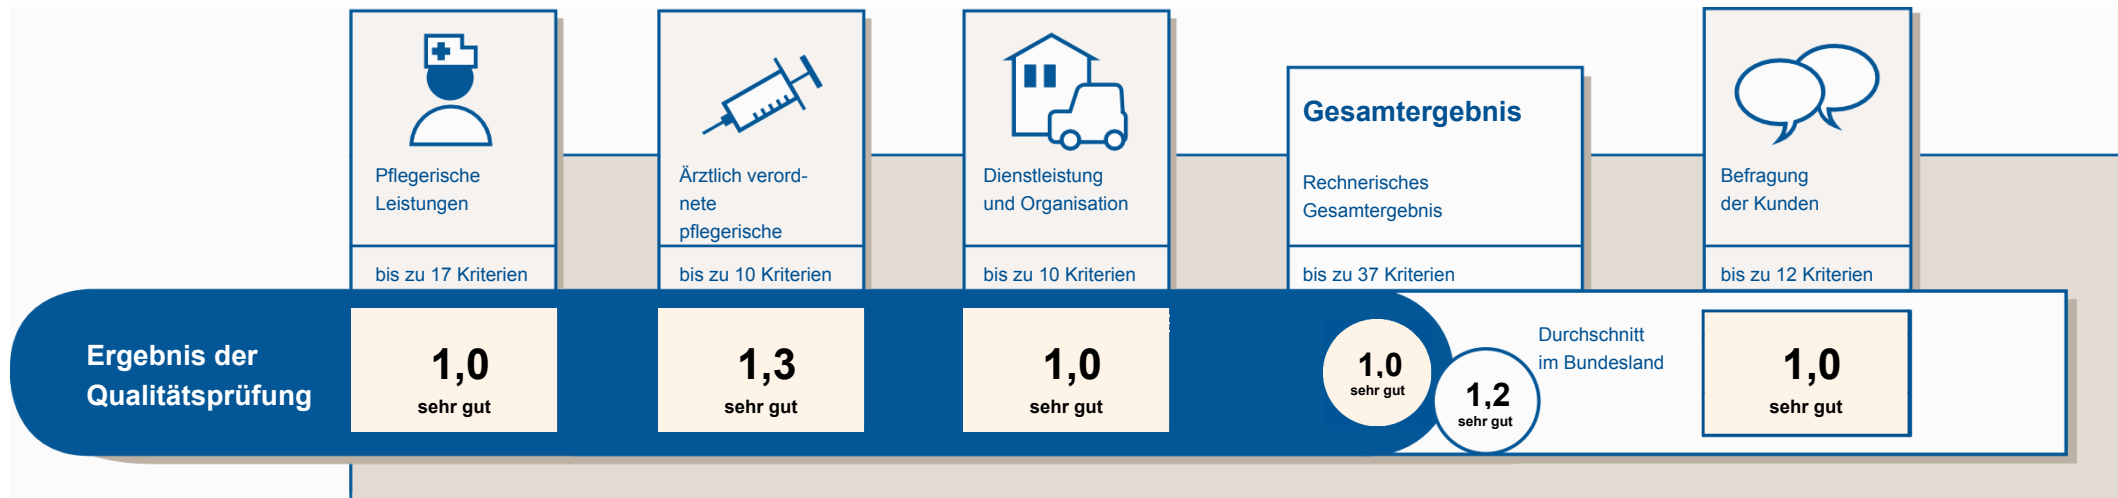 Pflegerische
Leistungen
bis zu 17 Kriterien
Ärztlich verord-
nete
pflegerische
bis zu 10 Kriterien
Dienstleistung
und Organisation
bis zu 10 Kriterien
Gesamtergebnis
Rechnerisches
Gesamtergebnis
bis zu 37 Kriterien
Befragung
der Kunden
bis zu 12 Kriterien
Ergebnis der
Qualitätsprüfung
1,0
sehr gut
1,3
sehr gut
1,0
sehr gut
1,0
sehr gut
1,2
sehr gut
Durchschnitt
im Bundesland
1,0
sehr gut